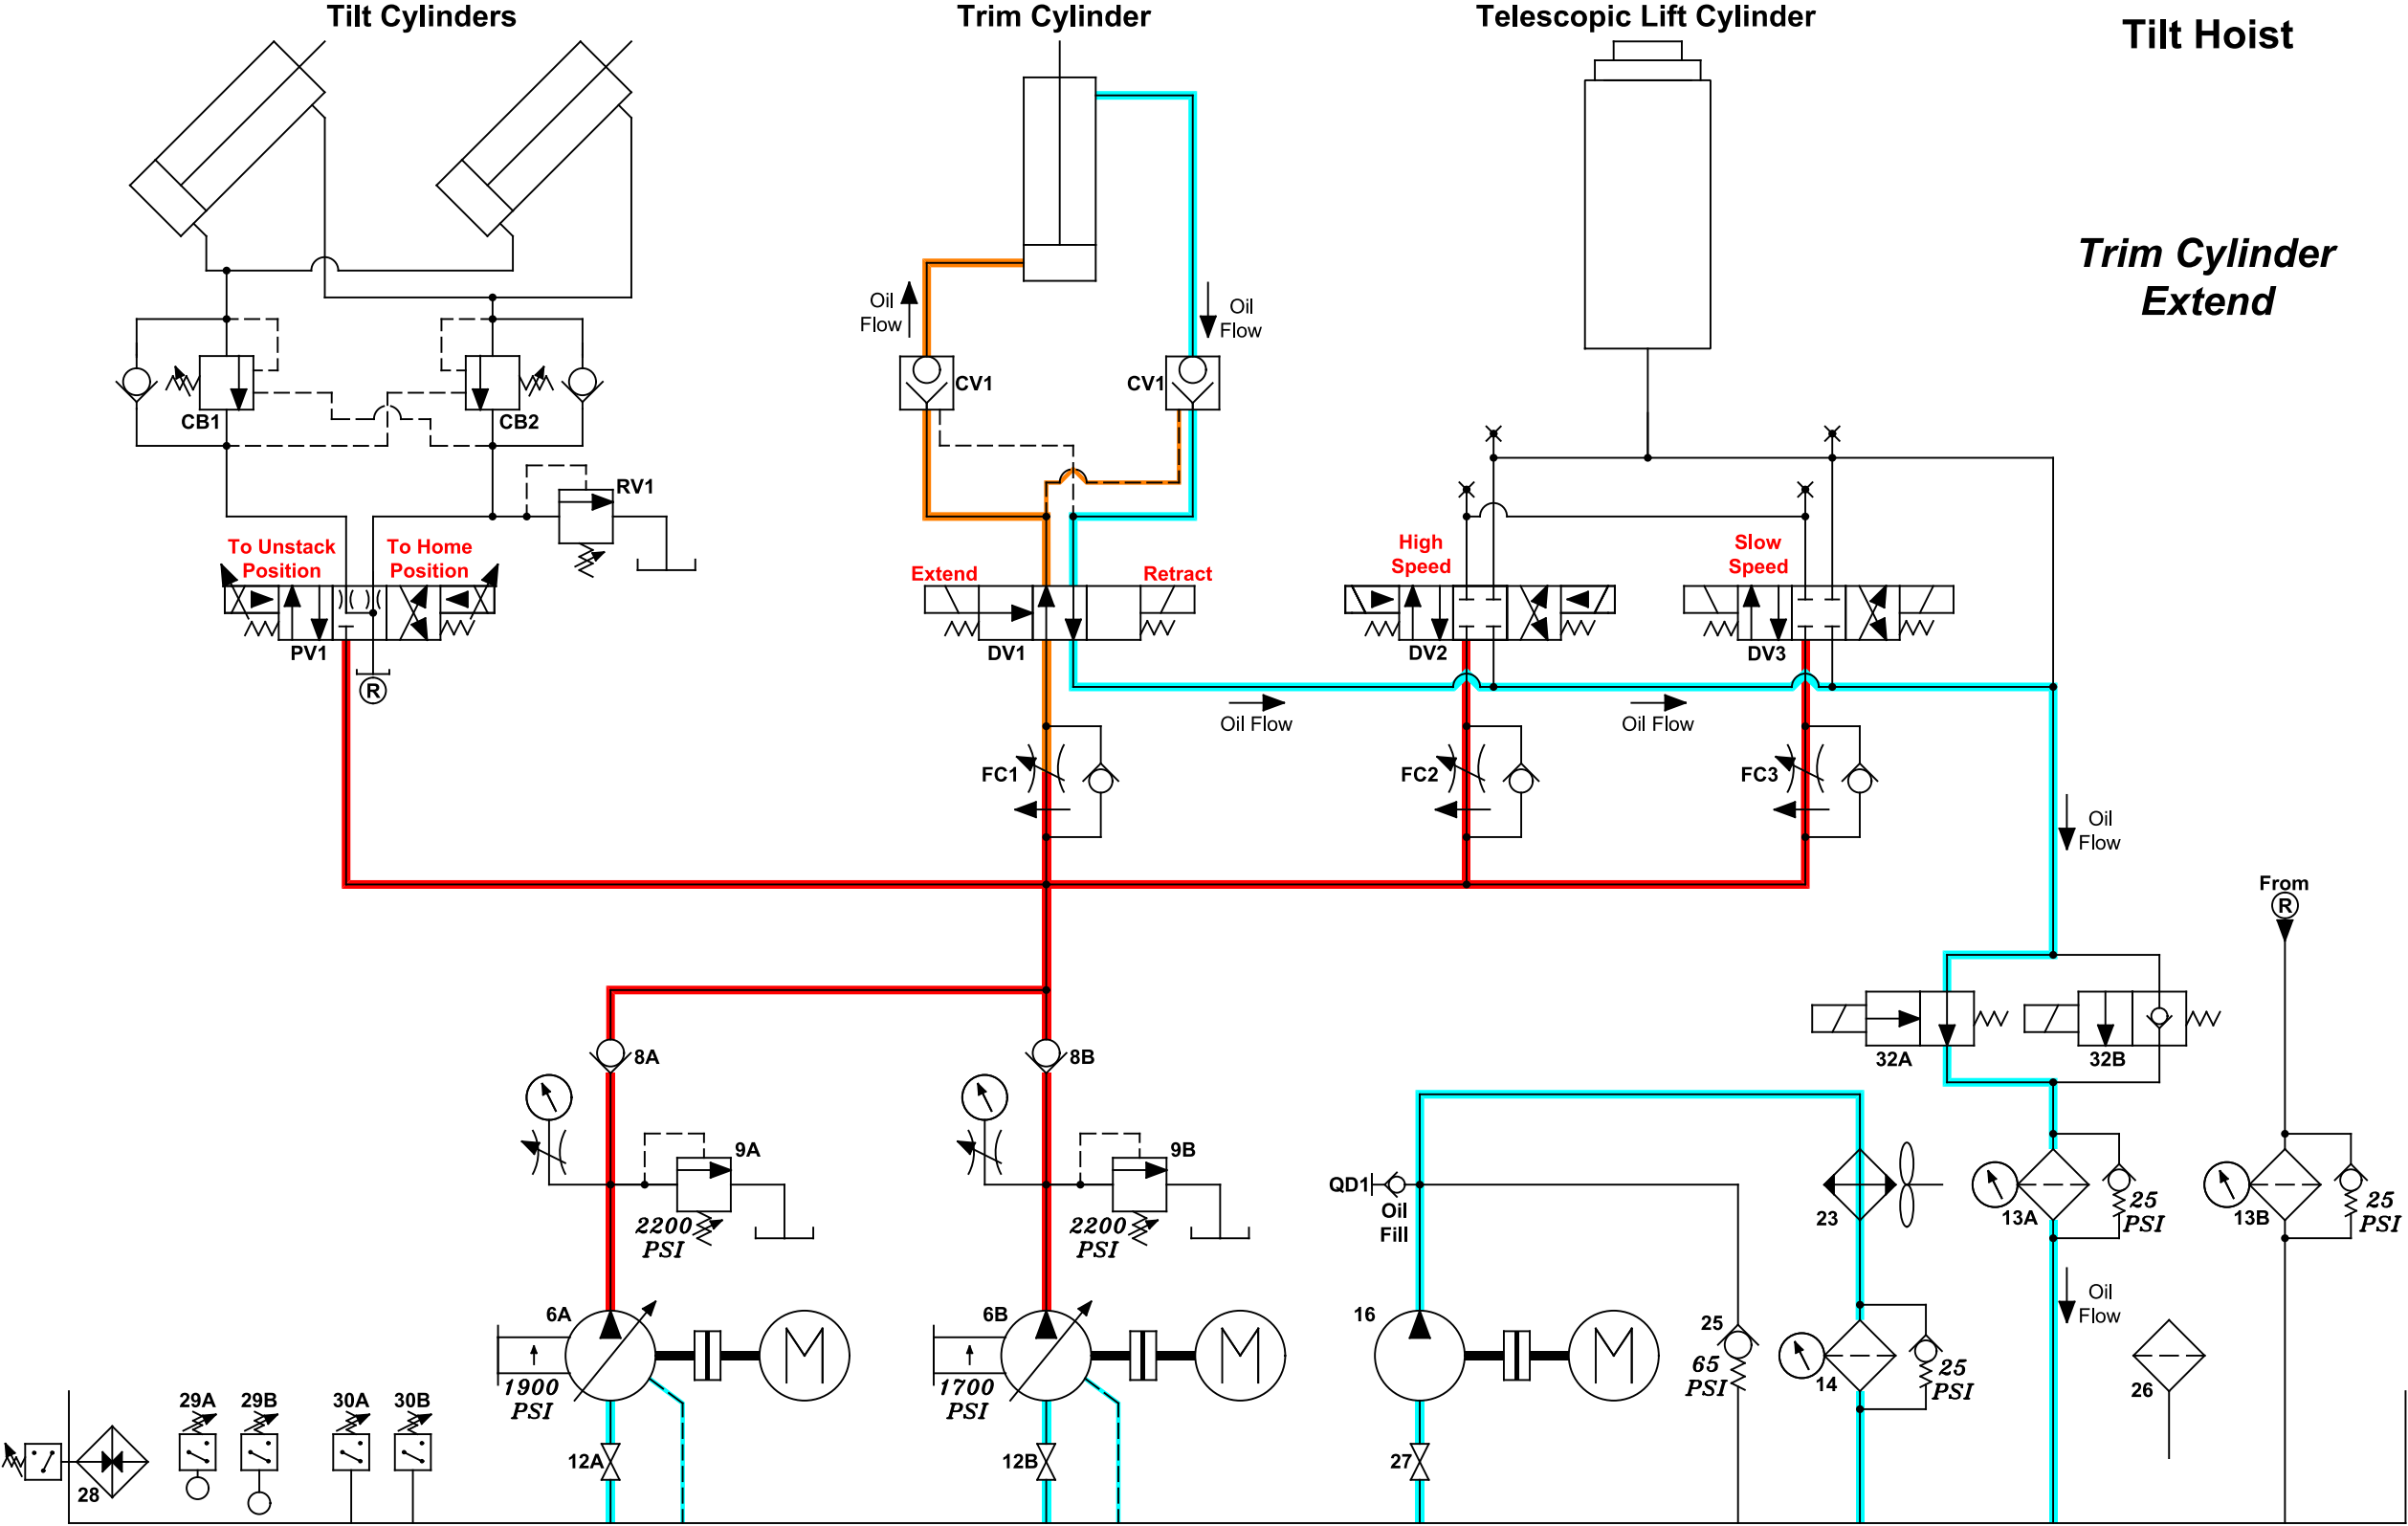 Tilt Cylinders
Trim Cylinder
Telescopic Lift Cylinder
Tilt Hoist
Trim Cylinder
Extend
Oil
Flow
Oil
Flow
CV1
CV1
CB1
CB2
RV1
To Unstack
Position
To Home
Position
Extend
Retract
High
Speed
Slow
Speed
PV1
DV1
DV2
DV3
R
Oil Flow
Oil Flow
FC1
FC2
FC3
Oil
Flow
From
R
8A
8B
32A
32B
9A
9B
2200
PSI
2200
PSI
QD1
Oil
Fill
23
13A
25
PSI
13B
25
PSI
6A
M
6B
M
16
M
25
65
PSI
14
25
PSI
Oil
Flow
26
1900
PSI
1700
PSI
29A
29B
30A
30B
28
12A
12B
27